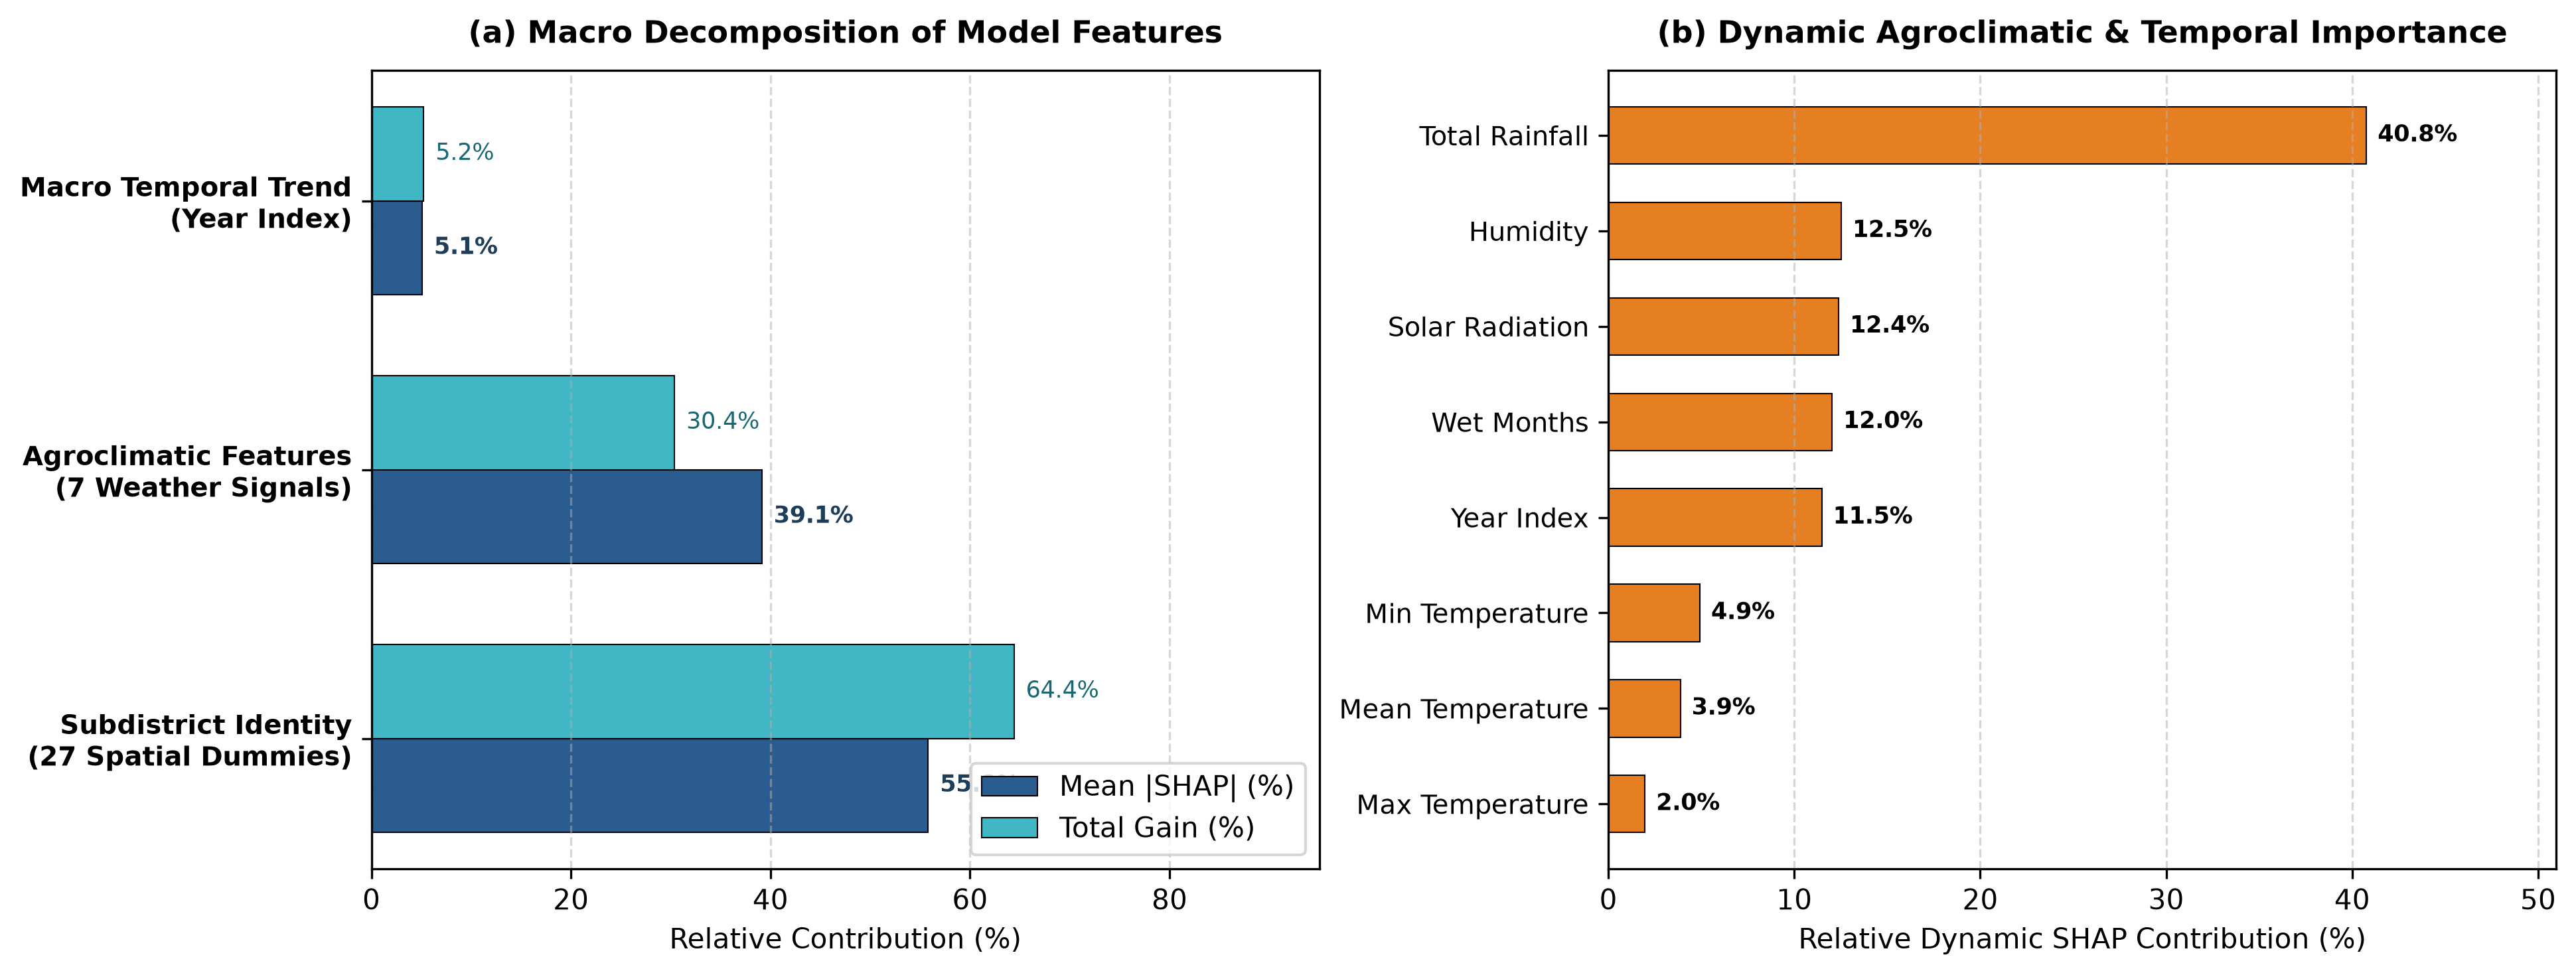 (a) Macro Decomposition of Model Features
Macro Temporal Trend
(Year Index)
5.2%
5.1%
Agroclimatic Features
(7 Weather Signals)
30.4%
39.1%
Subdistrict Identity
(27 Spatial Dummies)
64.4%
55.
Mean |SHAP| (%)
Total Gain (%)
0 20 40 60 80
Relative Contribution (%)
(b) Dynamic Agroclimatic & Temporal Importance
Total Rainfall 40.8%
Humidity 12.5%
Solar Radiation 12.4%
Wet Months 12.0%
Year Index 11.5%
Min Temperature 4.9%
Mean Temperature 3.9%
Max Temperature 2.0%
0 10 20 30 40 50
Relative Dynamic SHAP Contribution (%)